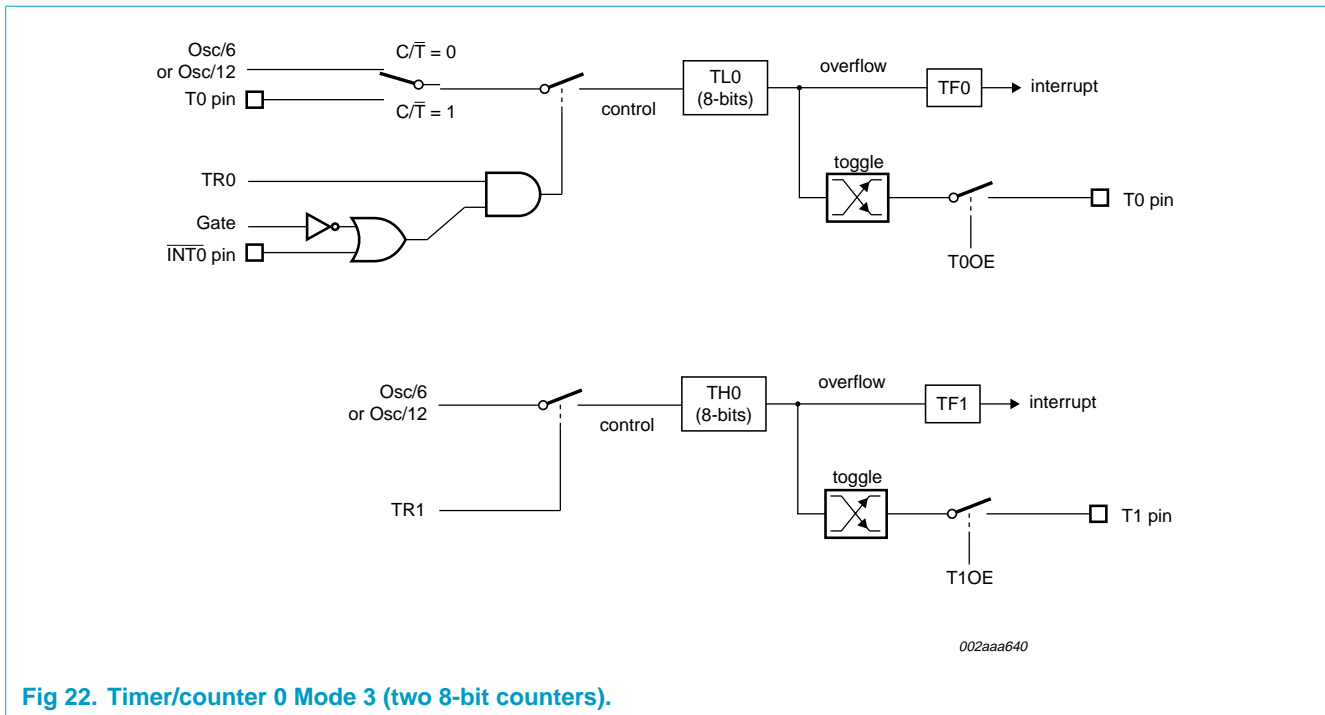 Osc/6
or Osc/12
C/T̅ = 0
T0 pin
C/T̅ = 1
control
TL0
(8-bits)
overflow
TF0
interrupt
toggle
T0 pin
T0OE
TR0
Gate
I̅N̅T̅0̅ pin
Osc/6
or Osc/12
control
TH0
(8-bits)
overflow
TF1
interrupt
TR1
toggle
T1 pin
T1OE
002aaa640
Fig 22. Timer/counter 0 Mode 3 (two 8-bit counters).